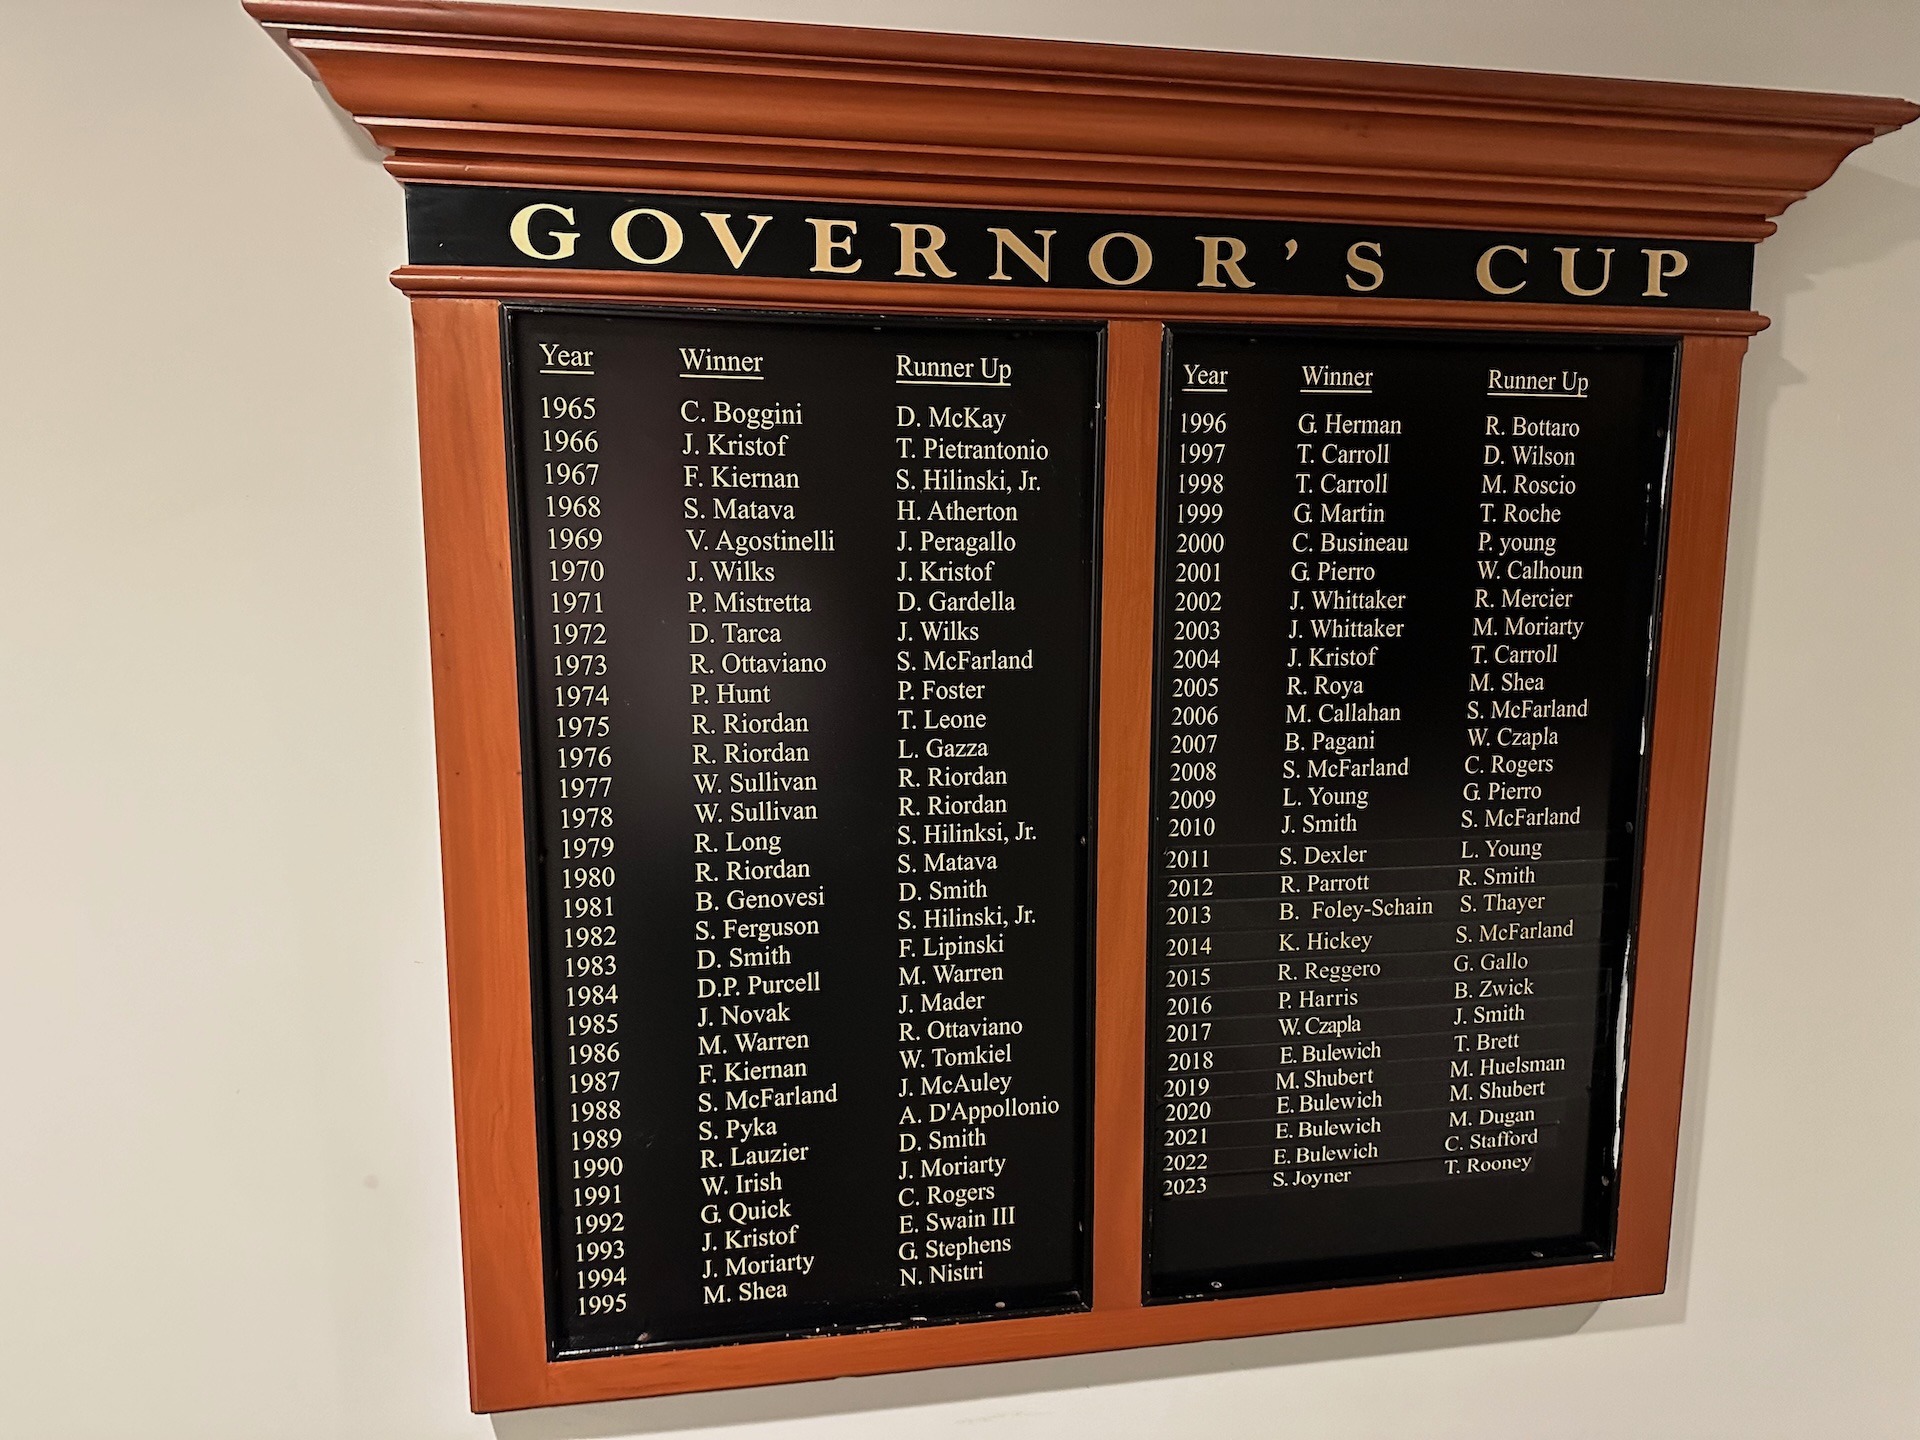 GOVERNOR'S CUP
Year Winner Runner Up
1965 C. Boggini D. McKay
1966 J. Kristof T. Pietrantonio
1967 F. Kiernan S. Hilinski, Jr.
1968 S. Matava H. Atherton
1969 V. Agostinelli J. Peragallo
1970 J. Wilks J. Kristof
1971 P. Mistretta D. Gardella
1972 D. Tarca J. Wilks
1973 R. Ottaviano S. McFarland
1974 P. Hunt P. Foster
1975 R. Riordan T. Leone
1976 R. Riordan L. Gazza
1977 W. Sullivan R. Riordan
1978 W. Sullivan R. Riordan
1979 R. Long S. Hilinksi, Jr.
1980 R. Riordan S. Matava
1981 B. Genovesi D. Smith
1982 S. Ferguson S. Hilinski, Jr.
1983 D. Smith F. Lipinski
1984 D.P. Purcell M. Warren
1985 J. Novak J. Mader
1986 M. Warren R. Ottaviano
1987 F. Kiernan W. Tomkiel
1988 S. McFarland J. McAuley
1989 S. Pyka A. D'Appollonio
1990 R. Lauzier D. Smith
1991 W. Irish J. Moriarty
1992 G. Quick C. Rogers
1993 J. Kristof E. Swain III
1994 J. Moriarty G. Stephens
1995 M. Shea N. Nistri
Year Winner Runner Up
1996 G. Herman R. Bottaro
1997 T. Carroll D. Wilson
1998 T. Carroll M. Roscio
1999 G. Martin T. Roche
2000 C. Busineau P. young
2001 G. Pierro W. Calhoun
2002 J. Whittaker R. Mercier
2003 J. Whittaker M. Moriarty
2004 J. Kristof T. Carroll
2005 R. Roya M. Shea
2006 M. Callahan S. McFarland
2007 B. Pagani W. Czapla
2008 S. McFarland C. Rogers
2009 L. Young G. Pierro
2010 J. Smith S. McFarland
2011 S. Dexler L. Young
2012 R. Parrott R. Smith
2013 B. Foley-Schain S. Thayer
2014 K. Hickey S. McFarland
2015 R. Reggero G. Gallo
2016 P. Harris B. Zwick
2017 W. Czapla J. Smith
2018 E. Bulewich T. Brett
2019 M. Shubert M. Huelsman
2020 E. Bulewich M. Shubert
2021 E. Bulewich M. Dugan
2022 E. Bulewich C. Stafford
2023 S. Joyner T. Rooney